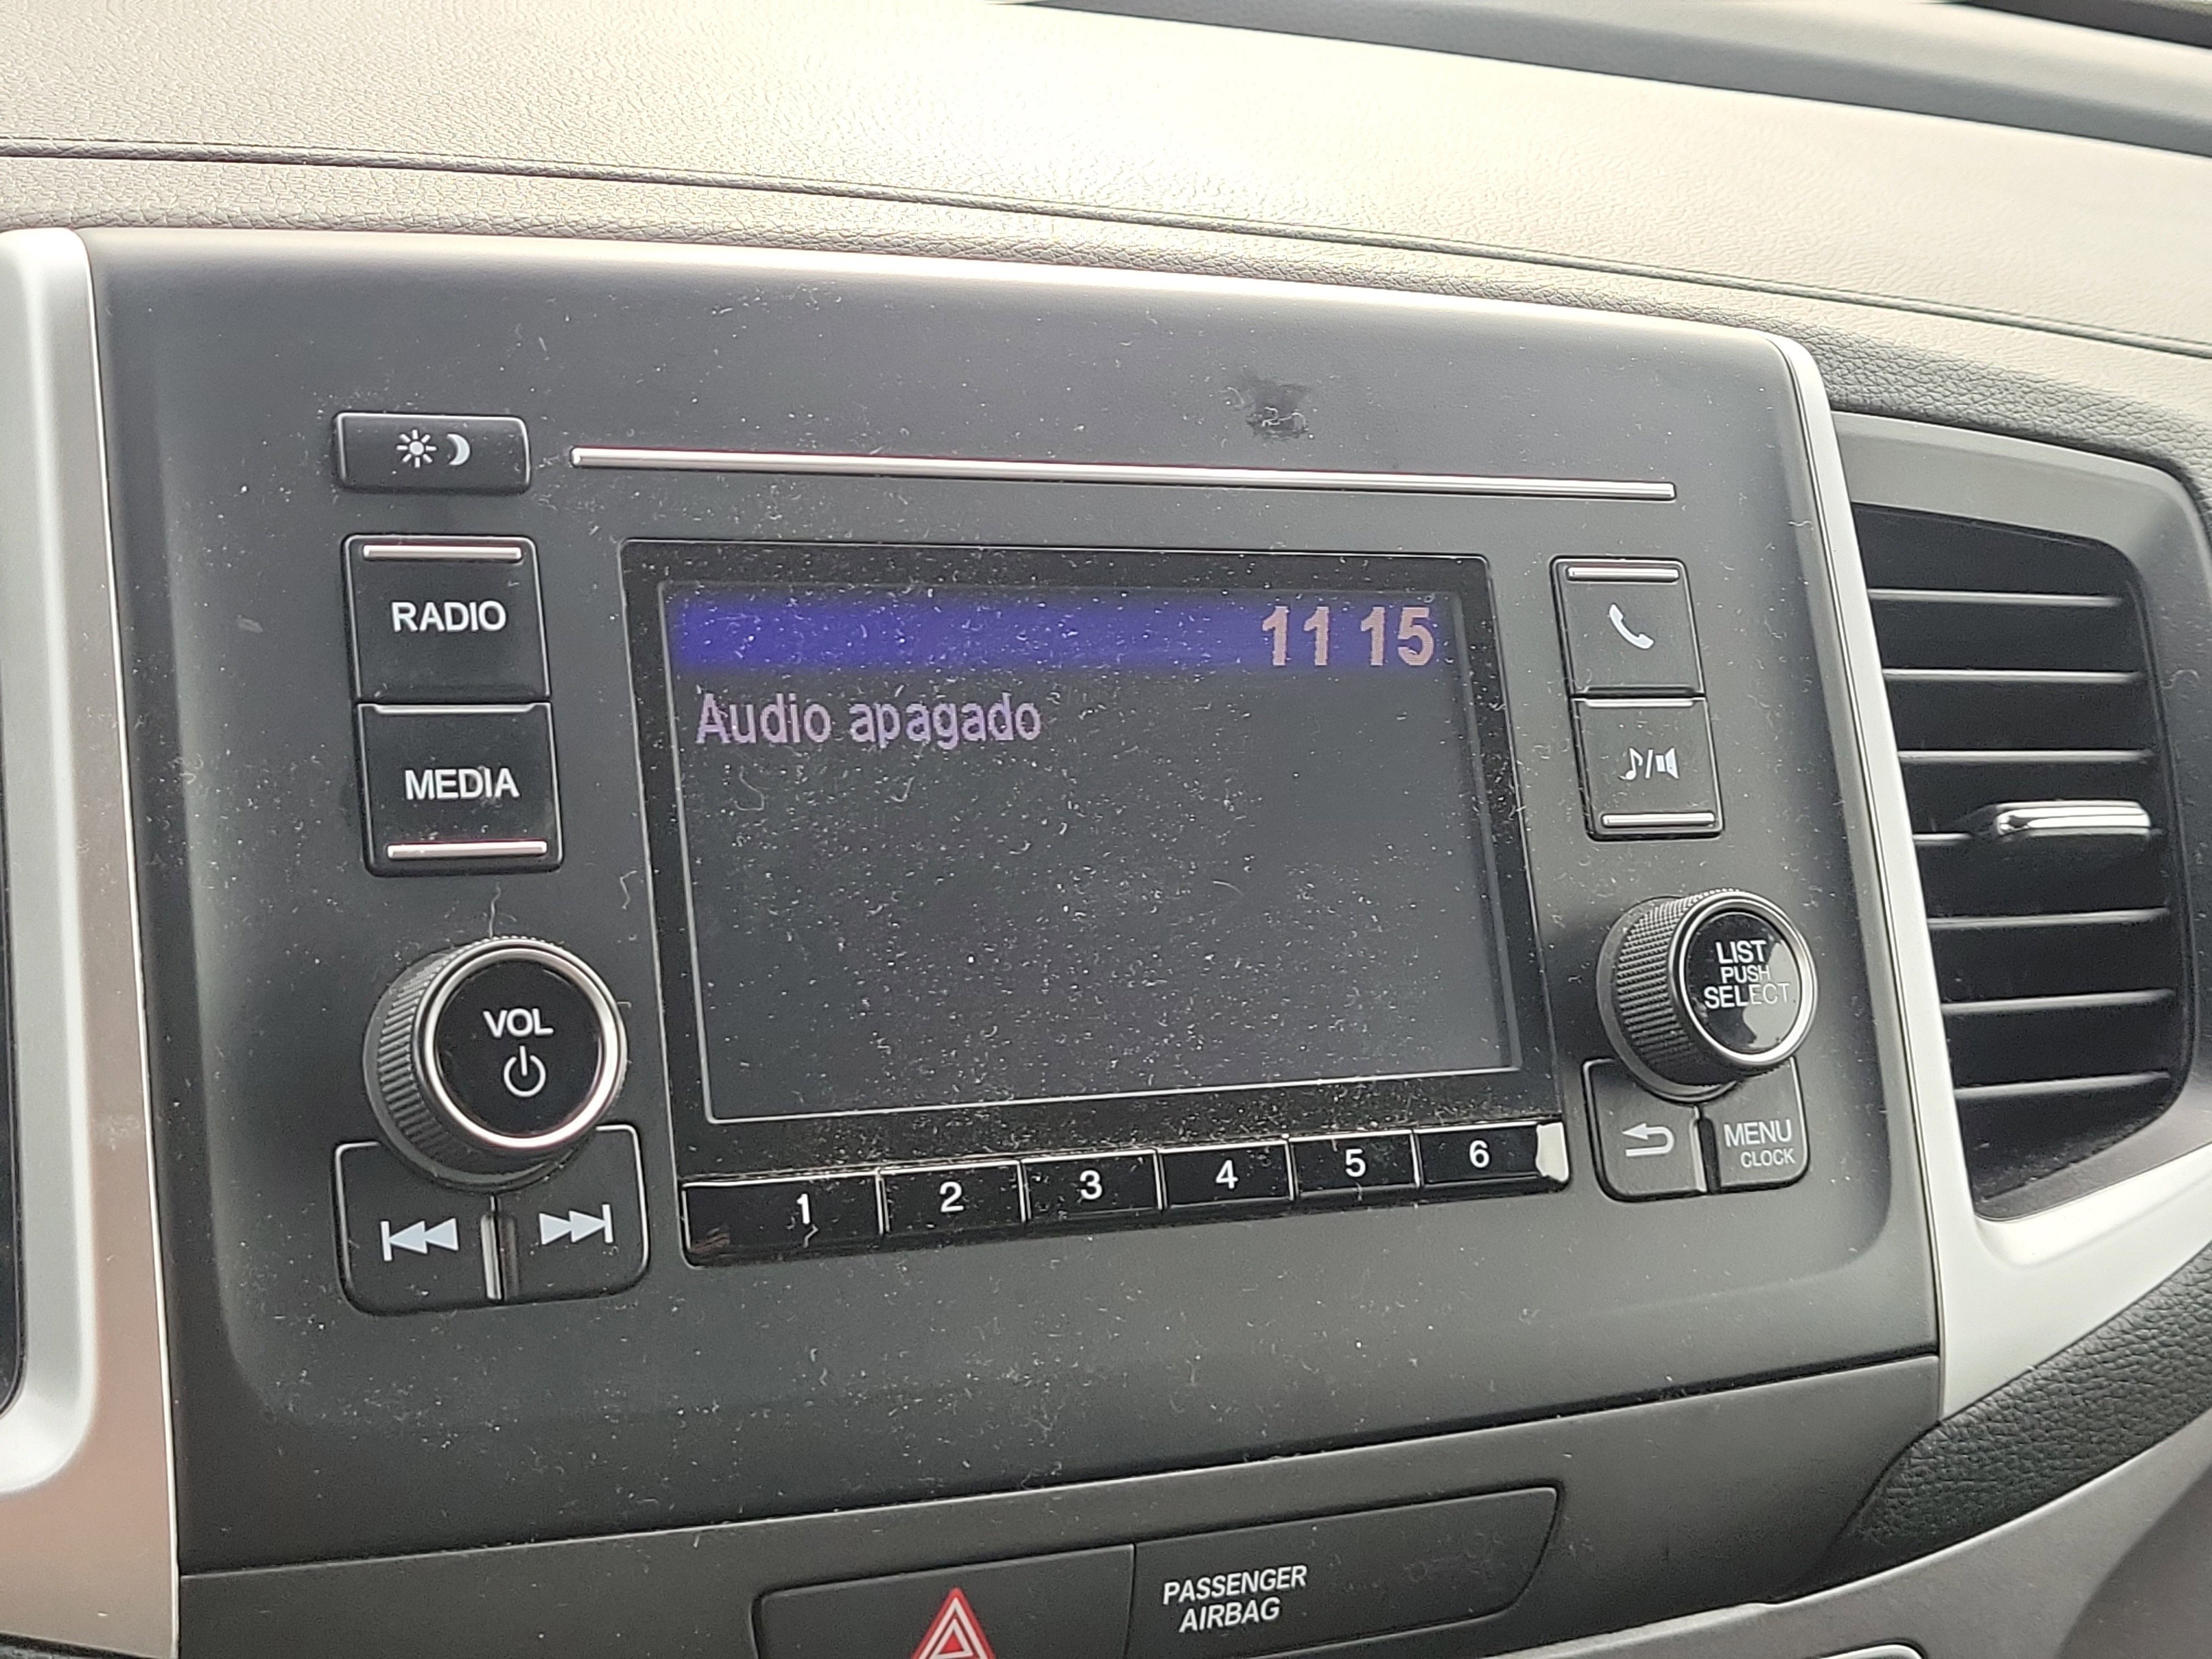 RADIO
MEDIA
VOL
11 15
Audio apagado
LIST
PUSH
SELECT
MENU
CLOCK
1 2 3 4 5 6
PASSENGER
AIRBAG